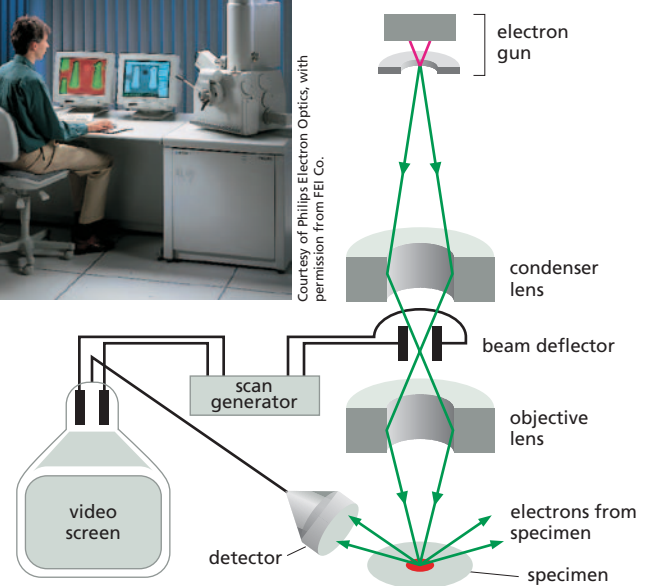 electron
gun
Courtesy of Philips Electron Optics, with
permission from FEI Co.
condenser
lens
beam deflector
scan
generator
objective
lens
video
screen
electrons from
specimen
detector
specimen